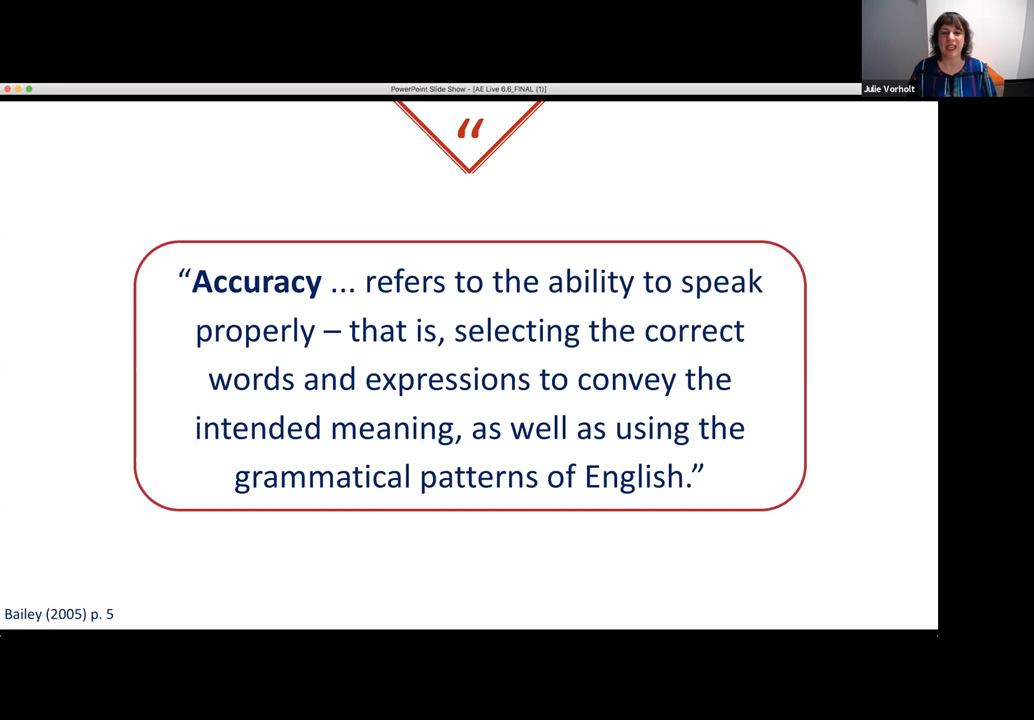 Julie Vorholt
PowerPoint Slide Show - [AE Live 6.6_FINAL (1)]
“
“Accuracy ... refers to the ability to speak
properly – that is, selecting the correct
words and expressions to convey the
intended meaning, as well as using the
grammatical patterns of English.”
Bailey (2005) p. 5